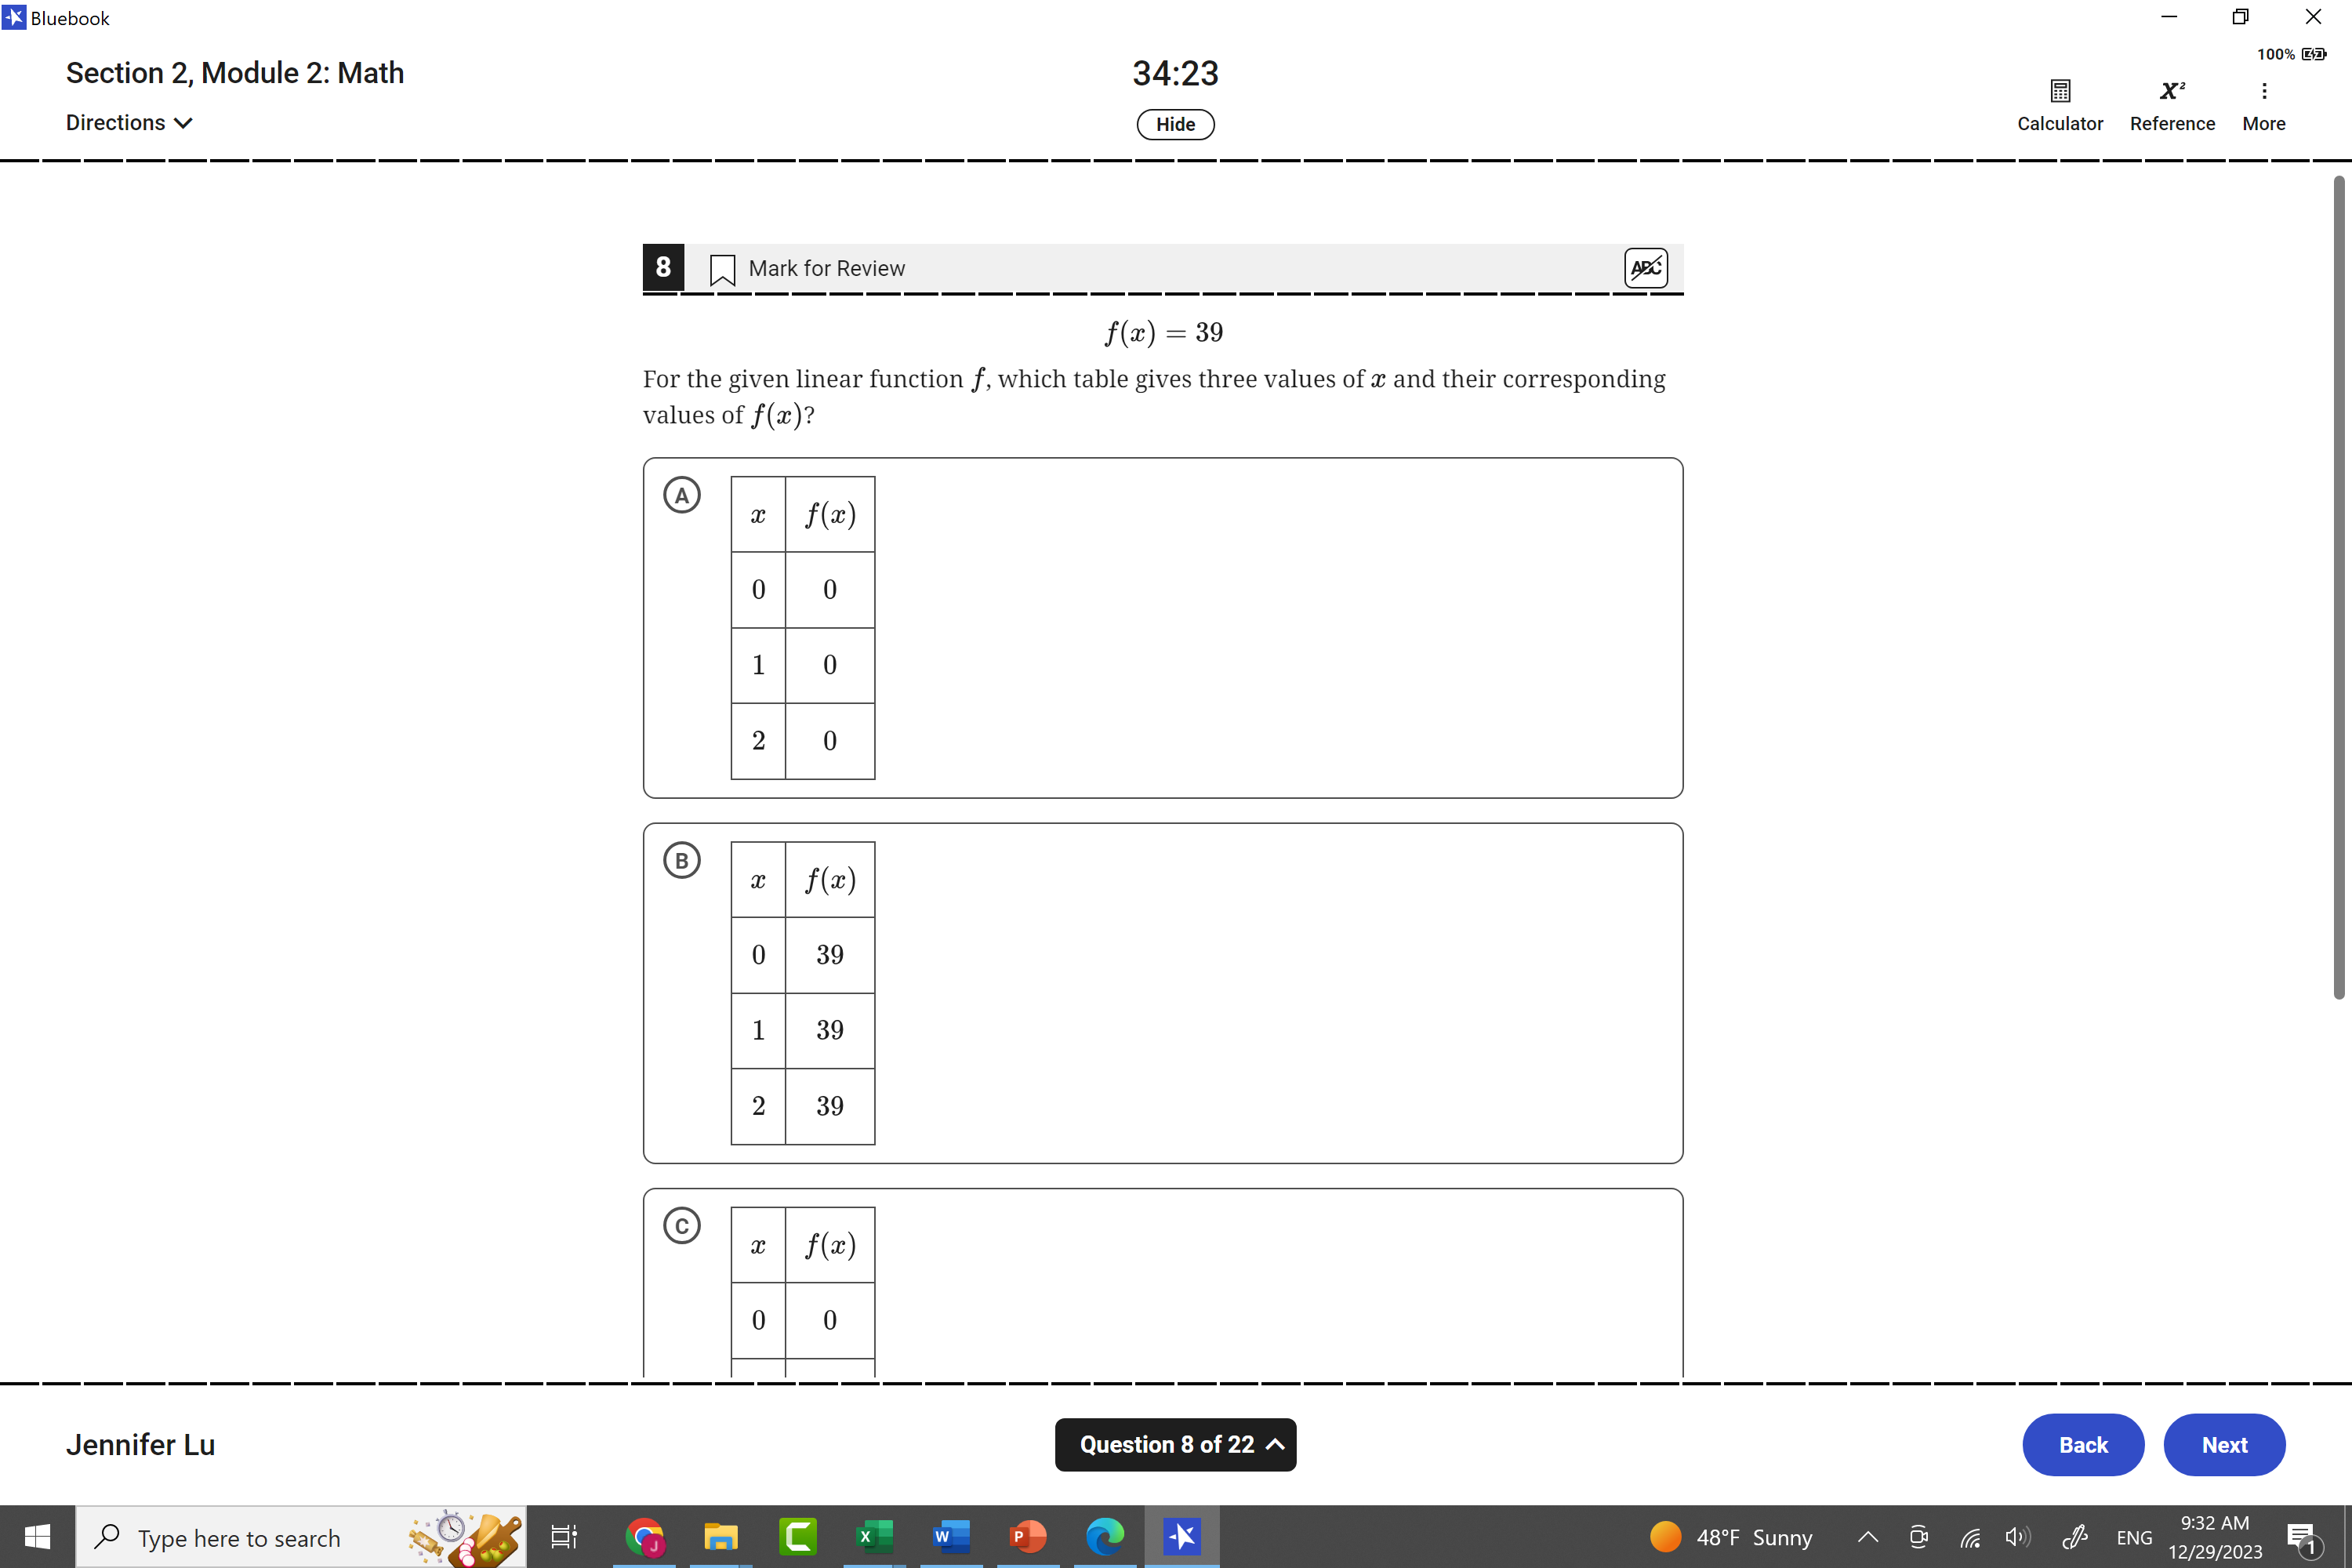 Bluebook
100%
Section 2, Module 2: Math
34:23
Directions
Hide
X²
Calculator Reference More
8 Mark for Review ABC
f(x) = 39
For the given linear function f, which table gives three values of x and their corresponding
values of f(x)?
A
x f(x)
0 0
1 0
2 0
B
x f(x)
0 39
1 39
2 39
C
x f(x)
0 0
Jennifer Lu
Question 8 of 22
Back Next
Type here to search
J
X
W
P
48°F Sunny
ENG
9:32 AM
12/29/2023
1